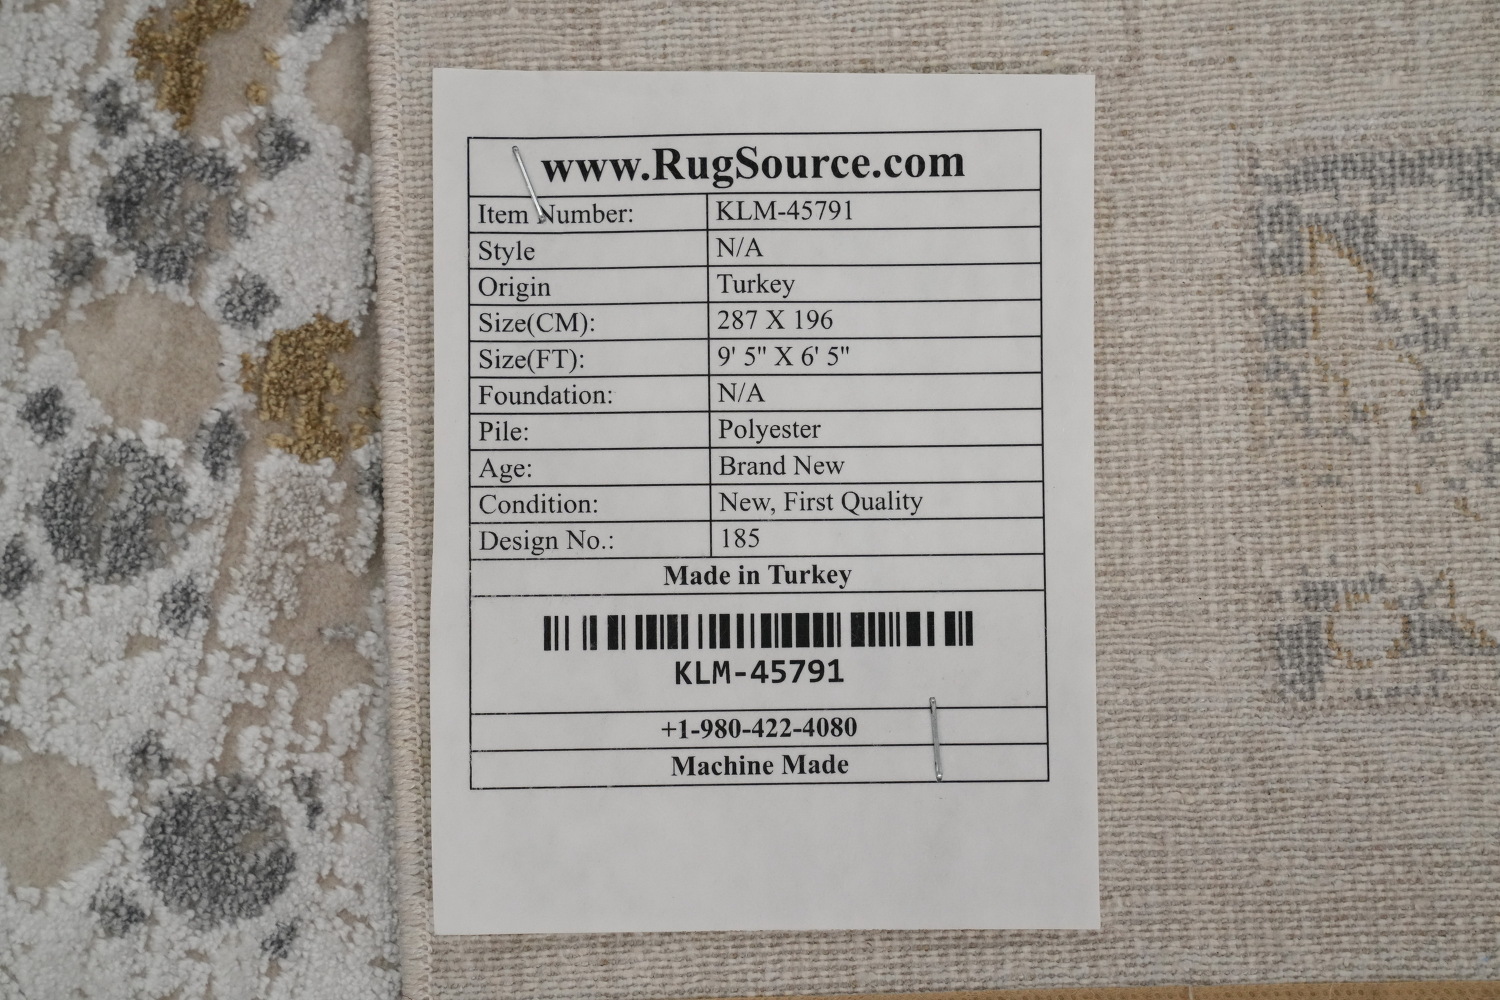 www.RugSource.com
Item Number: KLM-45791
Style N/A
Origin Turkey
Size(CM): 287 X 196
Size(FT): 9' 5" X 6' 5"
Foundation: N/A
Pile: Polyester
Age: Brand New
Condition: New, First Quality
Design No.: 185
Made in Turkey
KLM-45791
+1-980-422-4080
Machine Made